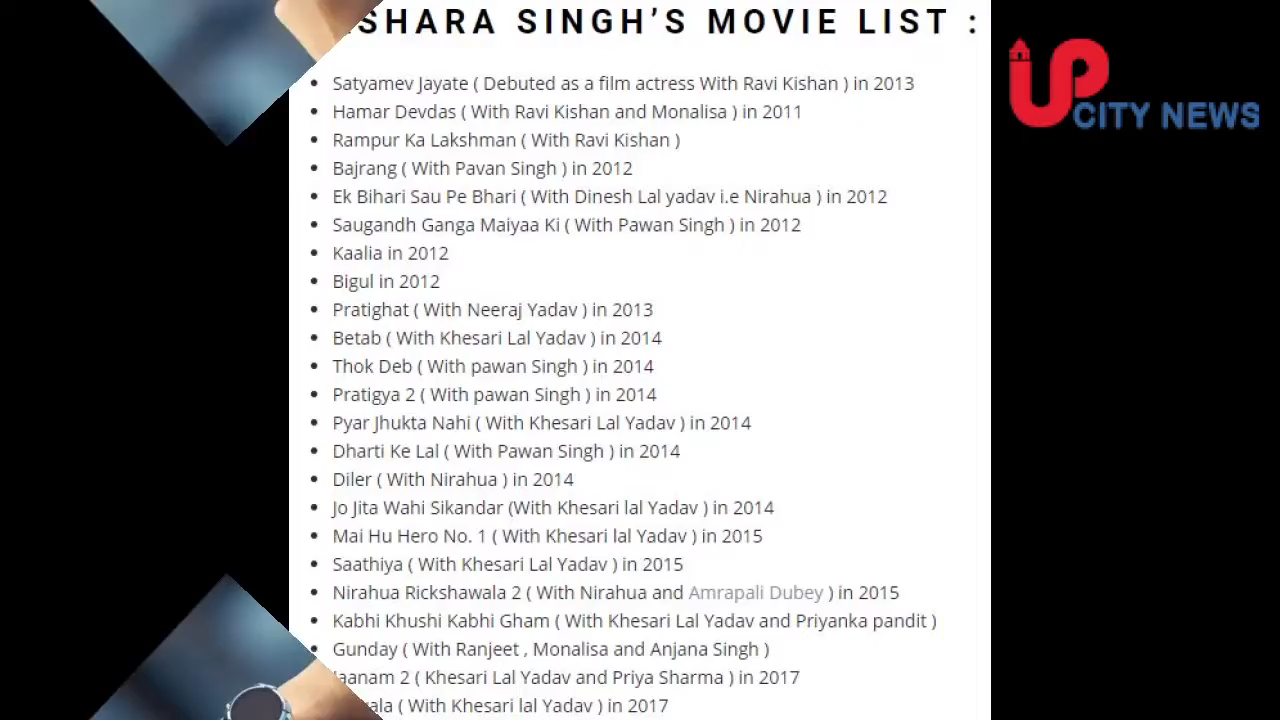 SHARA SINGH’S MOVIE LIST :
UP
CITY NEWS
• Satyamev Jayate ( Debuted as a film actress With Ravi Kishan ) in 2013
• Hamar Devdas ( With Ravi Kishan and Monalisa ) in 2011
• Rampur Ka Lakshman ( With Ravi Kishan )
• Bajrang ( With Pavan Singh ) in 2012
• Ek Bihari Sau Pe Bhari ( With Dinesh Lal yadav i.e Nirahua ) in 2012
• Saugandh Ganga Maiyaa Ki ( With Pawan Singh ) in 2012
• Kaalia in 2012
• Bigul in 2012
• Pratighat ( With Neeraj Yadav ) in 2013
• Betab ( With Khesari Lal Yadav ) in 2014
• Thok Deb ( With pawan Singh ) in 2014
• Pratigya 2 ( With pawan Singh ) in 2014
• Pyar Jhukta Nahi ( With Khesari Lal Yadav ) in 2014
• Dharti Ke Lal ( With Pawan Singh ) in 2014
• Diler ( With Nirahua ) in 2014
• Jo Jita Wahi Sikandar (With Khesari lal Yadav ) in 2014
• Mai Hu Hero No. 1 ( With Khesari lal Yadav ) in 2015
• Saathiya ( With Khesari Lal Yadav ) in 2015
• Nirahua Rickshawala 2 ( With Nirahua and Amrapali Dubey ) in 2015
• Kabhi Khushi Kabhi Gham ( With Khesari Lal Yadav and Priyanka pandit )
• Gunday ( With Ranjeet , Monalisa and Anjana Singh )
aanam 2 ( Khesari Lal Yadav and Priya Sharma ) in 2017
ala ( With Khesari lal Yadav ) in 2017